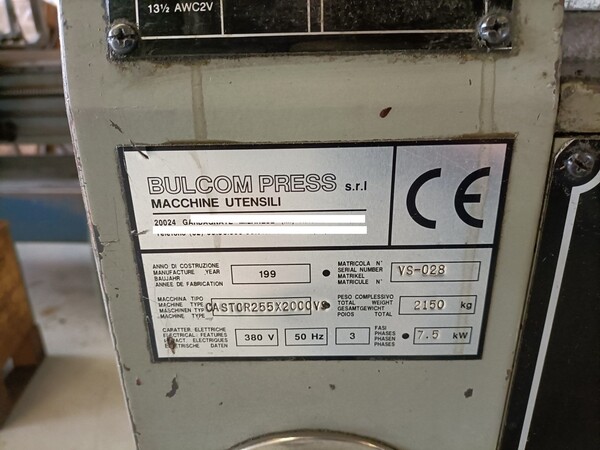 13½ AWC2V
BULCOM PRESS s.r.l
MACCHINE UTENSILI
20024
CE
ANNO DI COSTRUZIONE
MANUFACTURE YEAR
BAUJAHR
ANNEE DE FABRICATION
199
MATRICOLA N°
SERIAL NUMBER
MATRIKEL
MATRICULE N°
VS-028
MACCHINA TIPO
MACHINE TYPE
MASCHINEN TYP
MACHINE TYPE
CASTOR255X2000VS
PESO COMPLESSIVO
TOTAL WEIGHT
GESAMTGEWICHT
POIOS TOTAL
2150 kg
CARATTER. ELETTRICHE
ELECTRICAL FEATURES
ELECTRIQUES
ELEKTRISCHE DATEN
380 V
50 Hz
3
FASI
PHASES
PHASEN
PHASES
7.5 kW